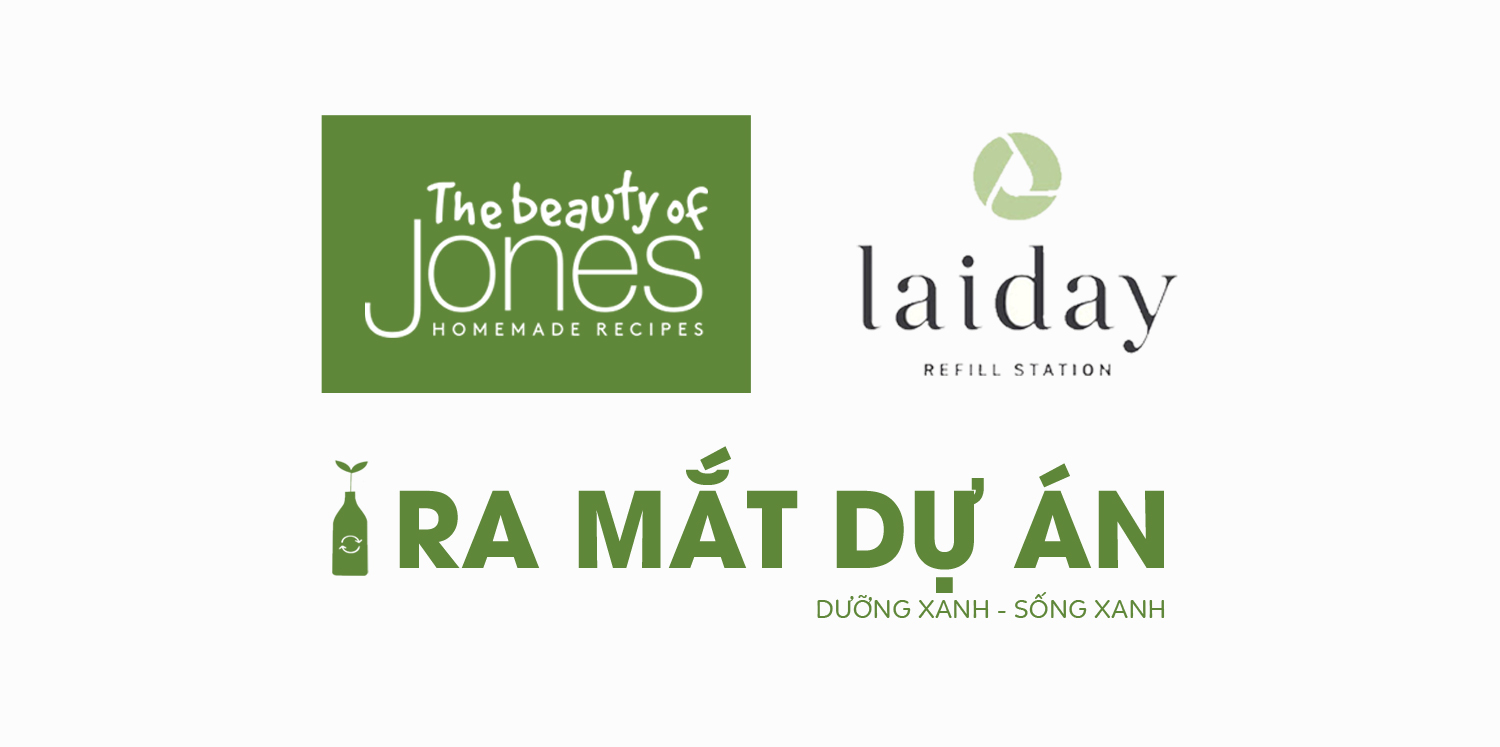 The beauty of
Jones
HOMEMADE RECIPES
laiday
REFILL STATION
RA MẮT DỰ ÁN
DƯỠNG XANH - SỐNG XANH